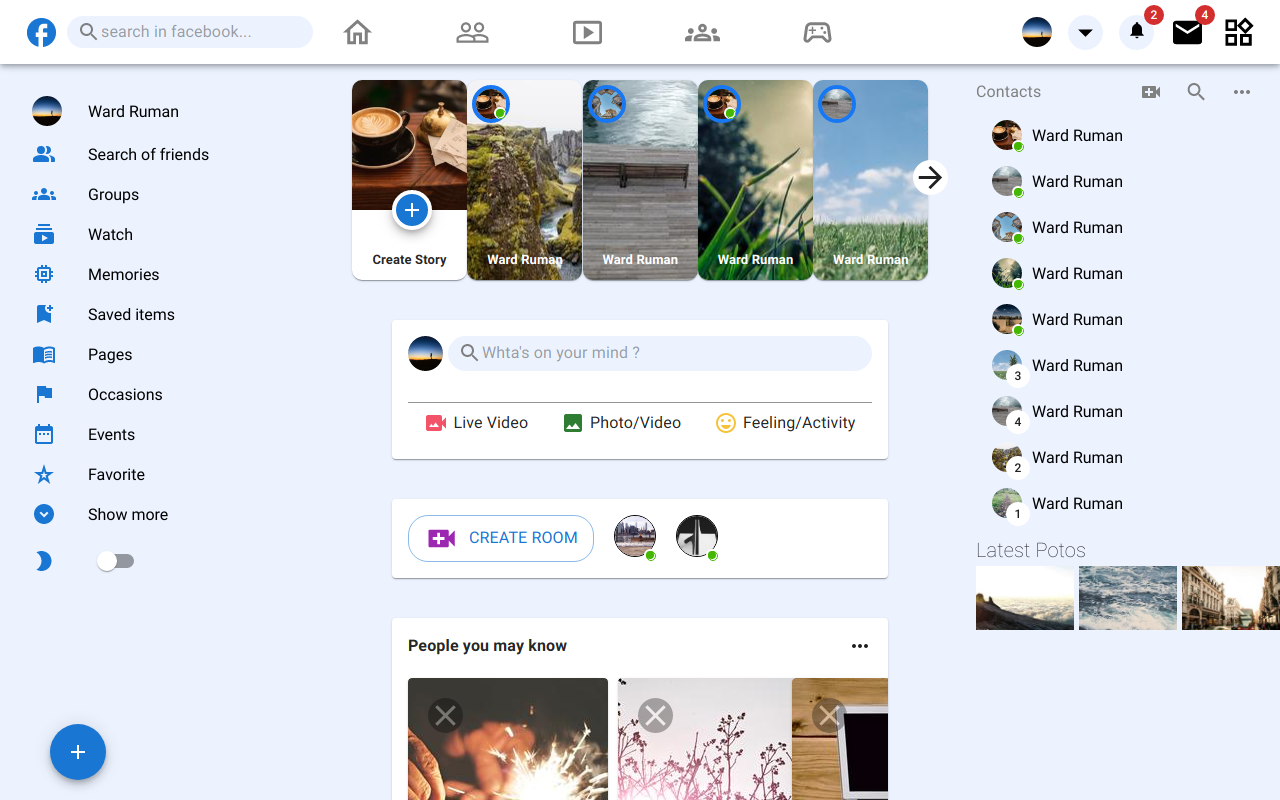 search in facebook...
2
4
Ward Ruman
Search of friends
Groups
Watch
Memories
Saved items
Pages
Occasions
Events
Favorite
Show more
Create Story
Ward Ruman
Ward Ruman
Ward Ruman
Ward Ruman
Whta's on your mind ?
Live Video
Photo/Video
Feeling/Activity
CREATE ROOM
People you may know
Contacts
Ward Ruman
Ward Ruman
Ward Ruman
Ward Ruman
Ward Ruman
3
Ward Ruman
4
Ward Ruman
2
Ward Ruman
1
Ward Ruman
Latest Potos